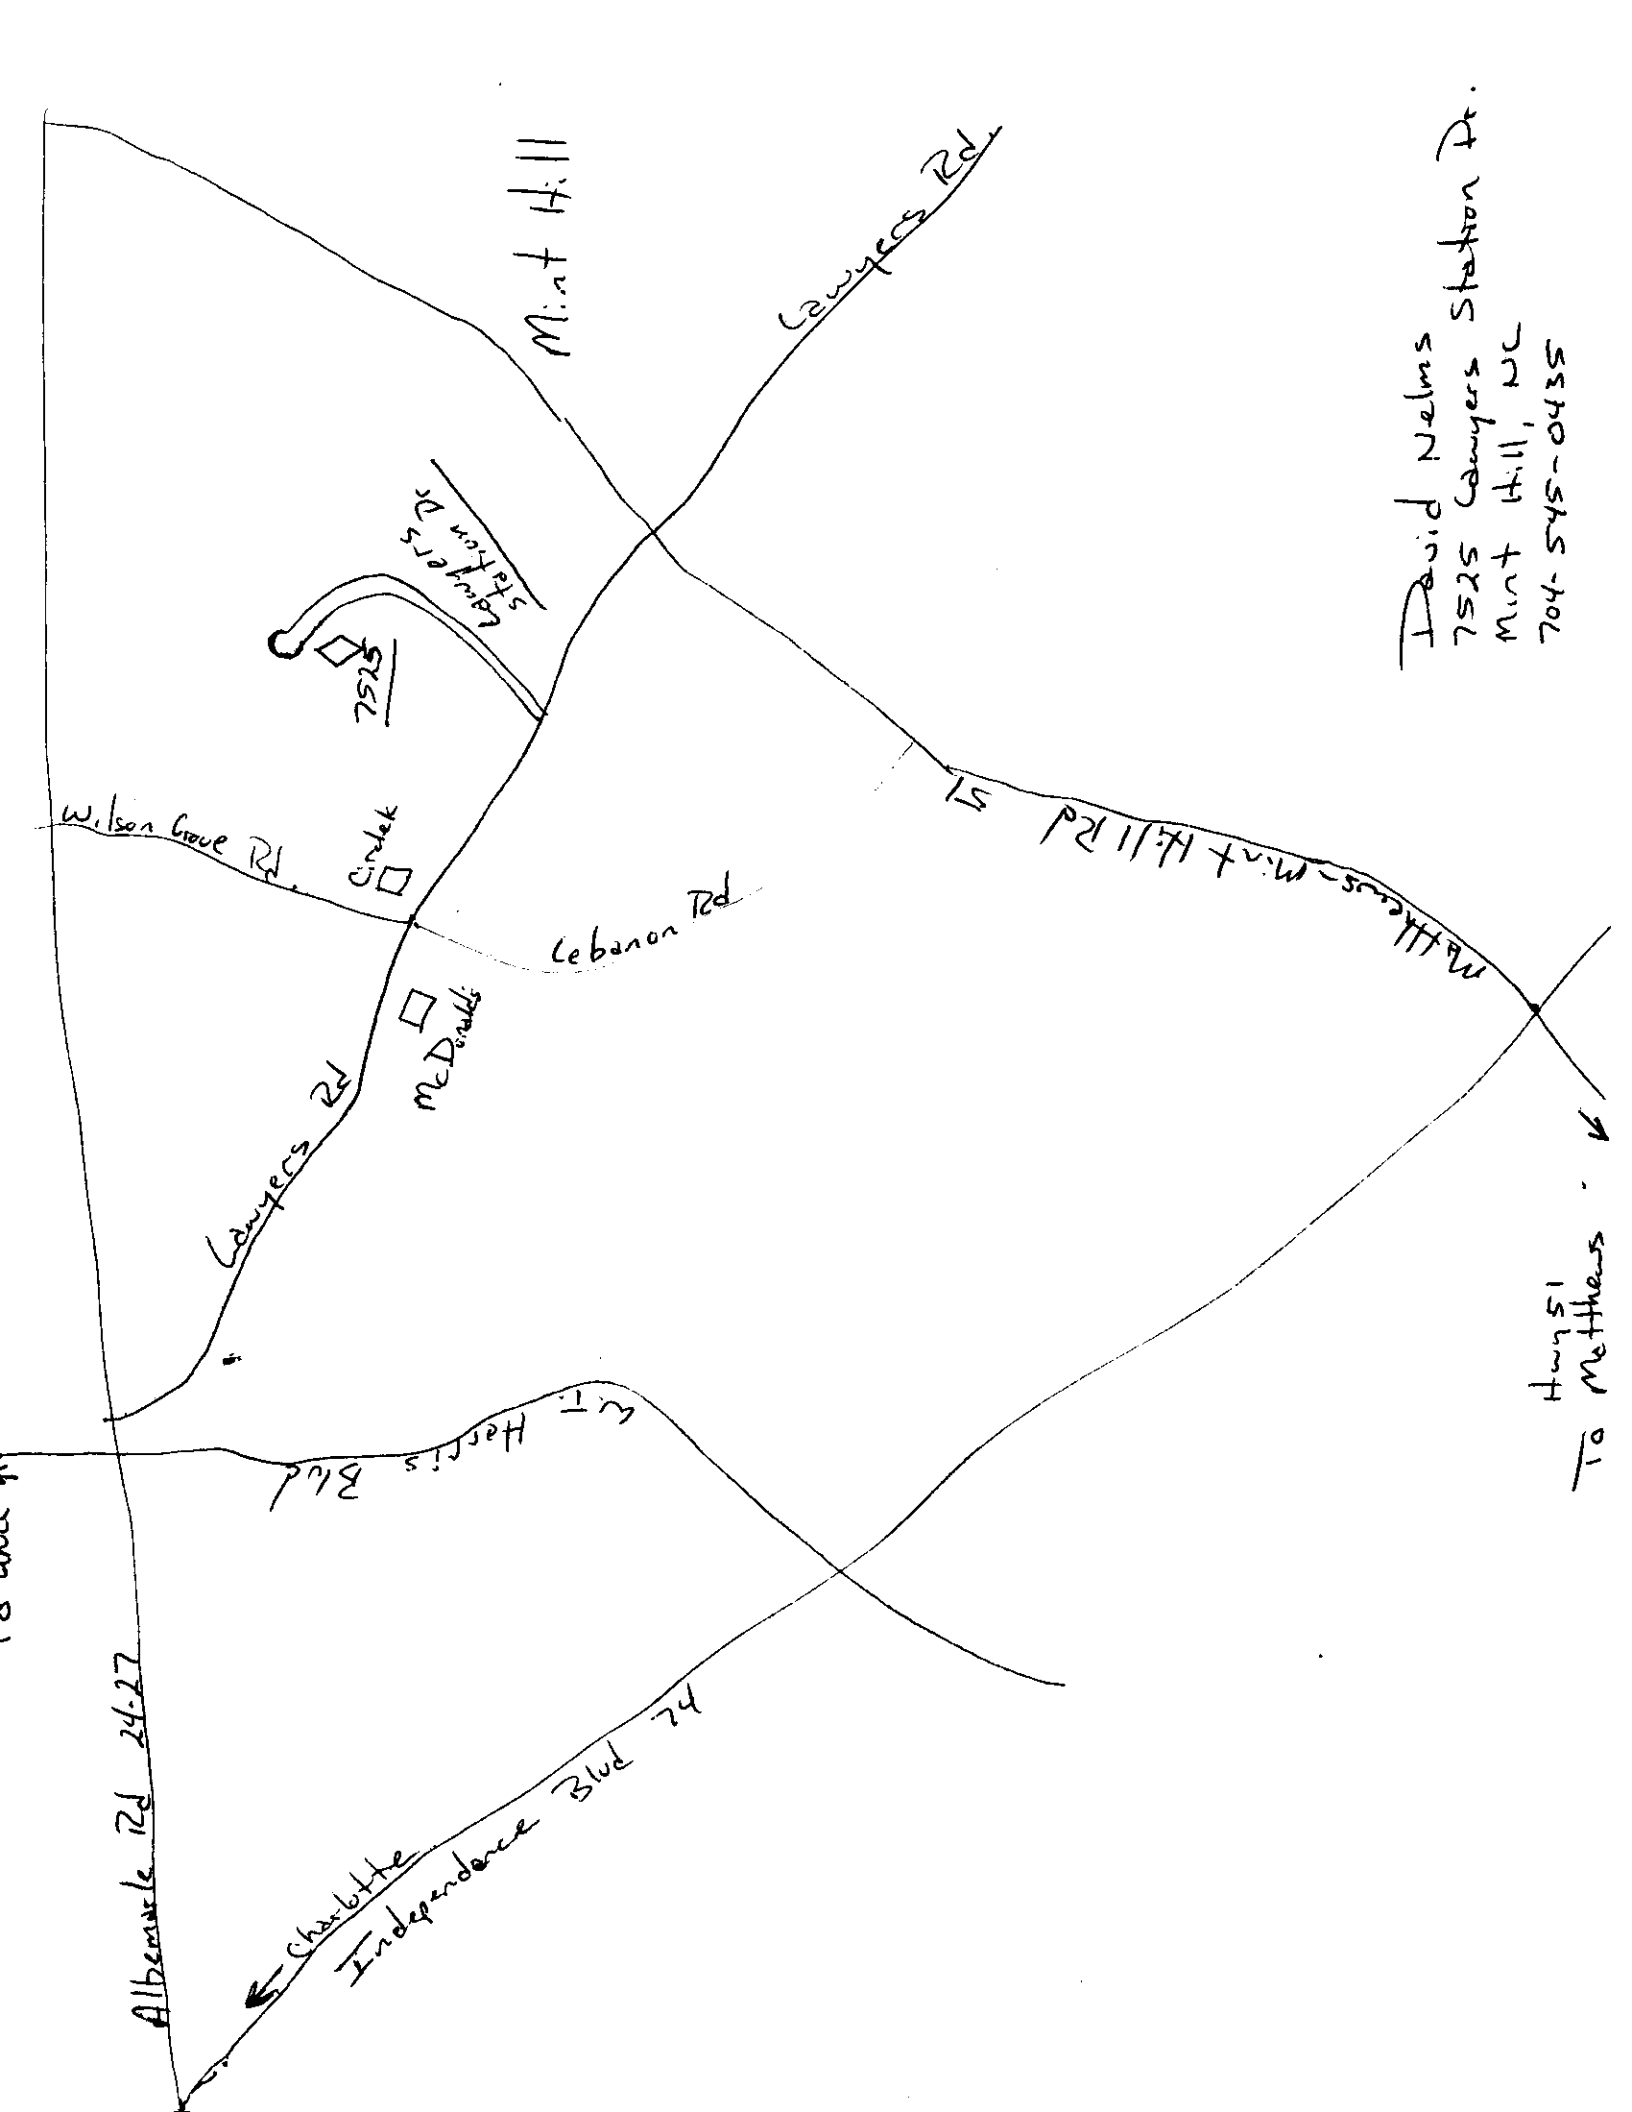 Albemarle Rd 24-27
Charlotte
Independence Blvd 74
W.T. Harris Blvd
Lawyers Rd
McDonalds
Lebanon Rd
Wilson Grove Rd.
7525
Lawyers
Station Dr
Mint Hill
Lawyers Rd
51
Matthews-Mint Hill Rd
Hwy 51
To Matthews
David Nelms
7525 Lawyers Station Dr.
Mint Hill, NC
704-545-0435